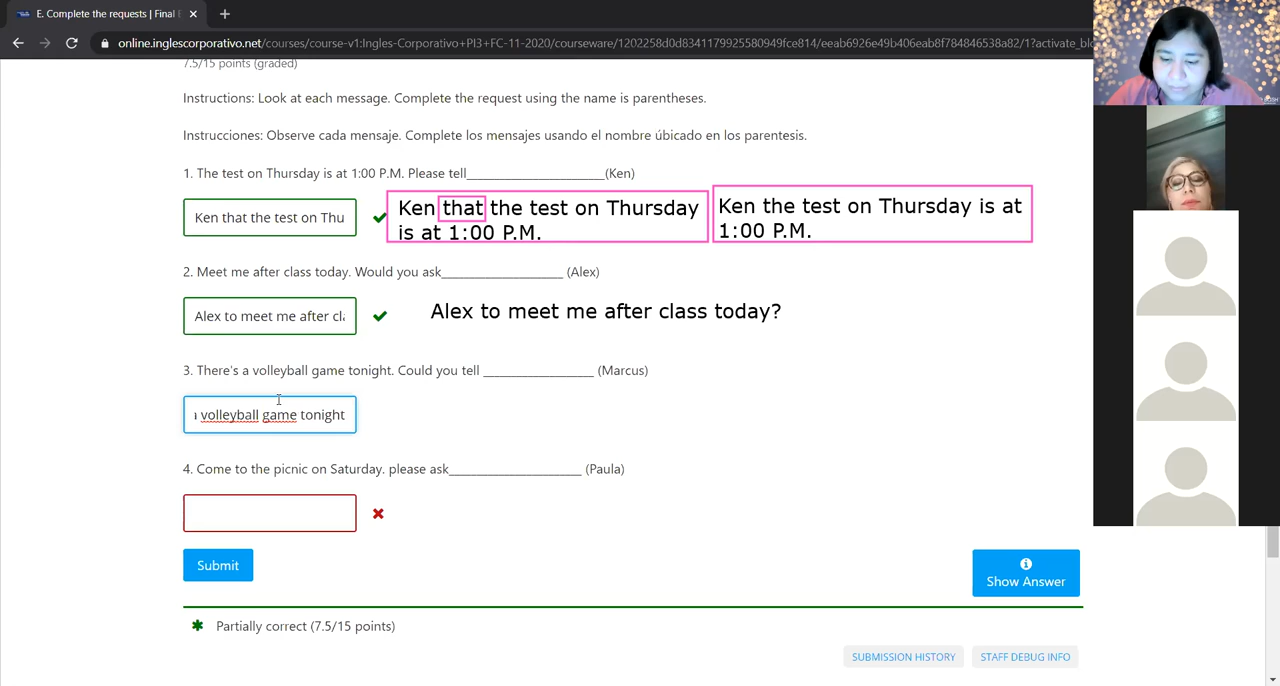 E. Complete the requests | Final E
online.inglescorporativo.net/courses/course-v1:Ingles-Corporativo+PI3+FC-11-2020/courseware/1202258d0d8341179925580949fce814/eeab6926e49b406eab8f784846538a82/1?activate_blo
7.5/15 points (graded)
Instructions: Look at each message. Complete the request using the name is parentheses.
Instrucciones: Observe cada mensaje. Complete los mensajes usando el nombre úbicado en los parentesis.
1. The test on Thursday is at 1:00 P.M. Please tell______________________(Ken)
Ken that the test on Thu
Ken that the test on Thursday
is at 1:00 P.M.
Ken the test on Thursday is at
1:00 P.M.
2. Meet me after class today. Would you ask___________________ (Alex)
Alex to meet me after cla
Alex to meet me after class today?
3. There's a volleyball game tonight. Could you tell _________________ (Marcus)
volleyball game tonight
4. Come to the picnic on Saturday. please ask____________________ (Paula)
Submit
Show Answer
Partially correct (7.5/15 points)
SUBMISSION HISTORY
STAFF DEBUG INFO